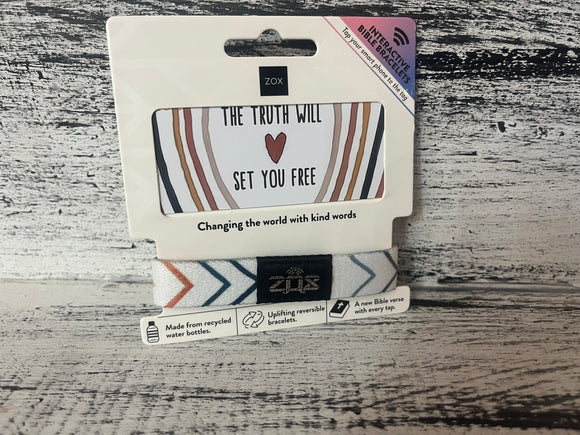 INTERACTIVE
BIBLE BRACELETS
Tap your smart phone to the tag
ZOX
THE TRUTH WILL
SET YOU FREE
Changing the world with kind words
ZOX
Made from recycled
water bottles.
Uplifting reversible
bracelets.
A new Bible verse
with every tap.